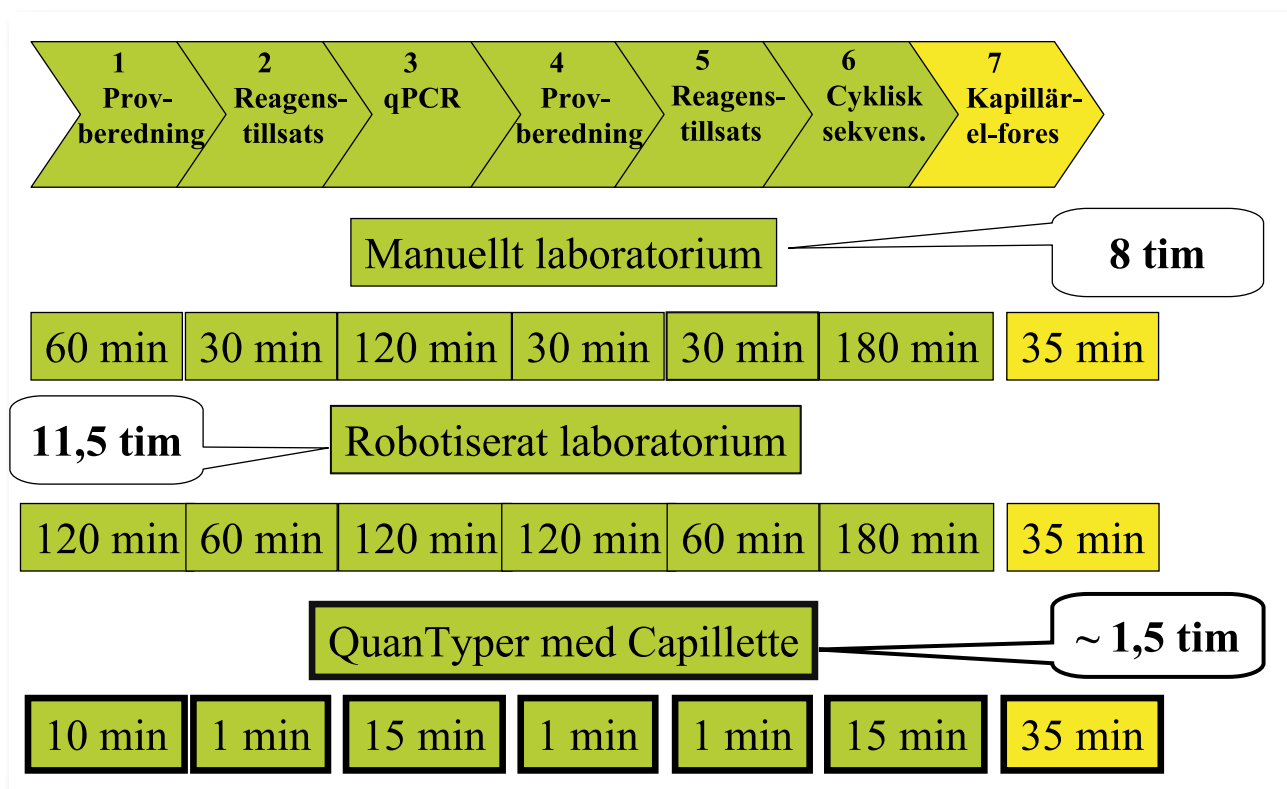 1
Prov-
beredning
2
Reagens-
tillsats
3
qPCR
4
Prov-
beredning
5
Reagens-
tillsats
6
Cyklisk
sekvens.
7
Kapillär-
el-fores
Manuellt laboratorium
8 tim
60 min 30 min 120 min 30 min 30 min 180 min 35 min
11,5 tim
Robotiserat laboratorium
120 min 60 min 120 min 120 min 60 min 180 min 35 min
QuanTyper med Capillette
~ 1,5 tim
10 min 1 min 15 min 1 min 1 min 15 min 35 min